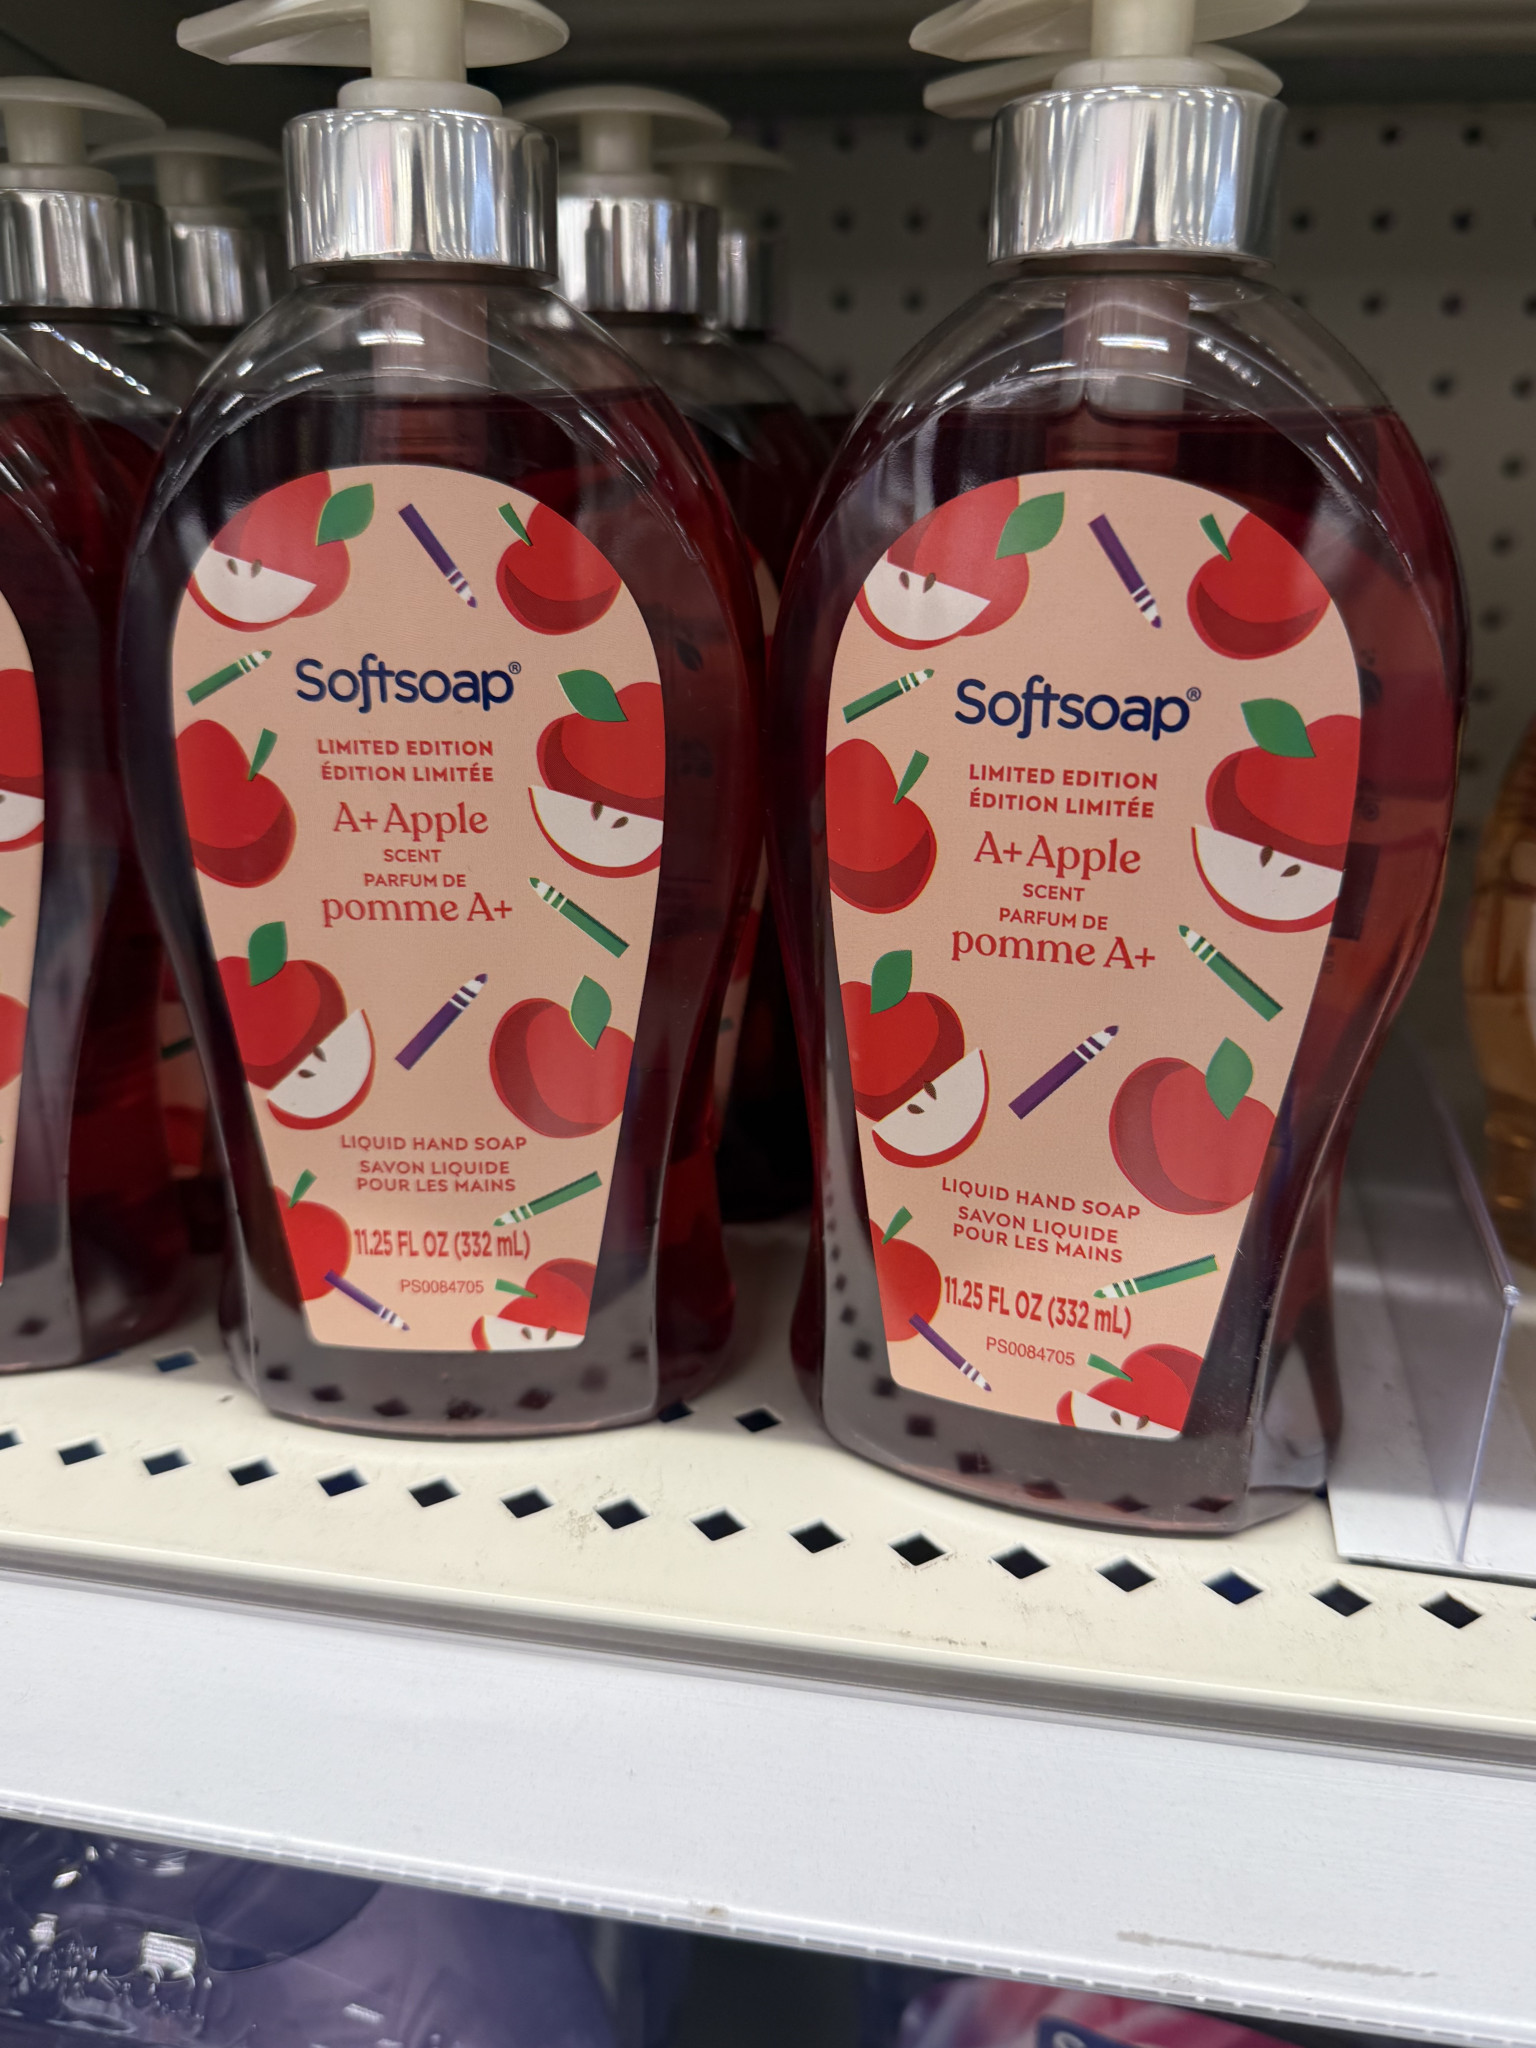 Softsoap®
LIMITED EDITION
ÉDITION LIMITÉE
A+ Apple
SCENT
PARFUM DE
pomme A+
LIQUID HAND SOAP
SAVON LIQUIDE
POUR LES MAINS
11.25 FL OZ (332 mL)
PS0084705
Softsoap®
LIMITED EDITION
ÉDITION LIMITÉE
A+ Apple
SCENT
PARFUM DE
pomme A+
LIQUID HAND SOAP
SAVON LIQUIDE
POUR LES MAINS
11.25 FL OZ (332 mL)
PS0084705